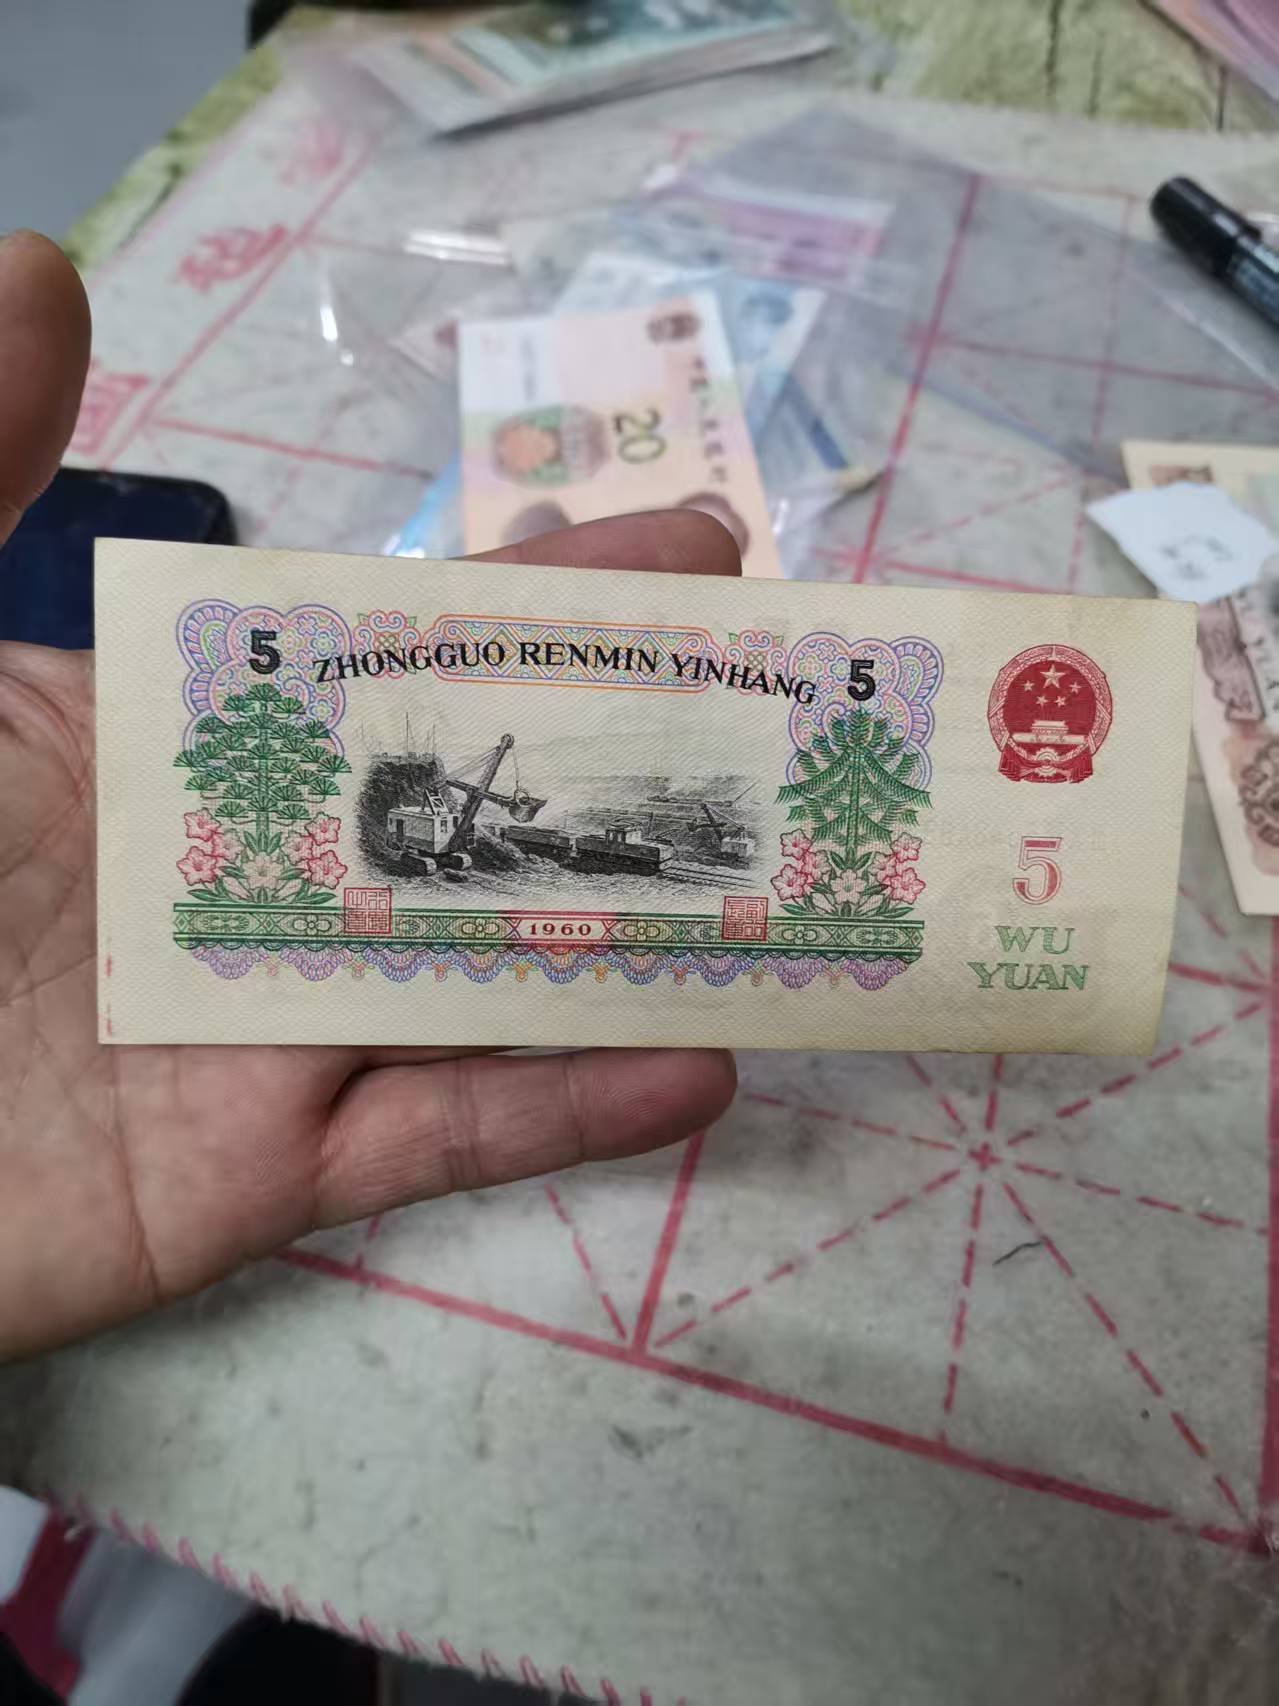 20
5 ZHONGGUO RENMIN YINHANG 5
1960
5
WU
YUAN